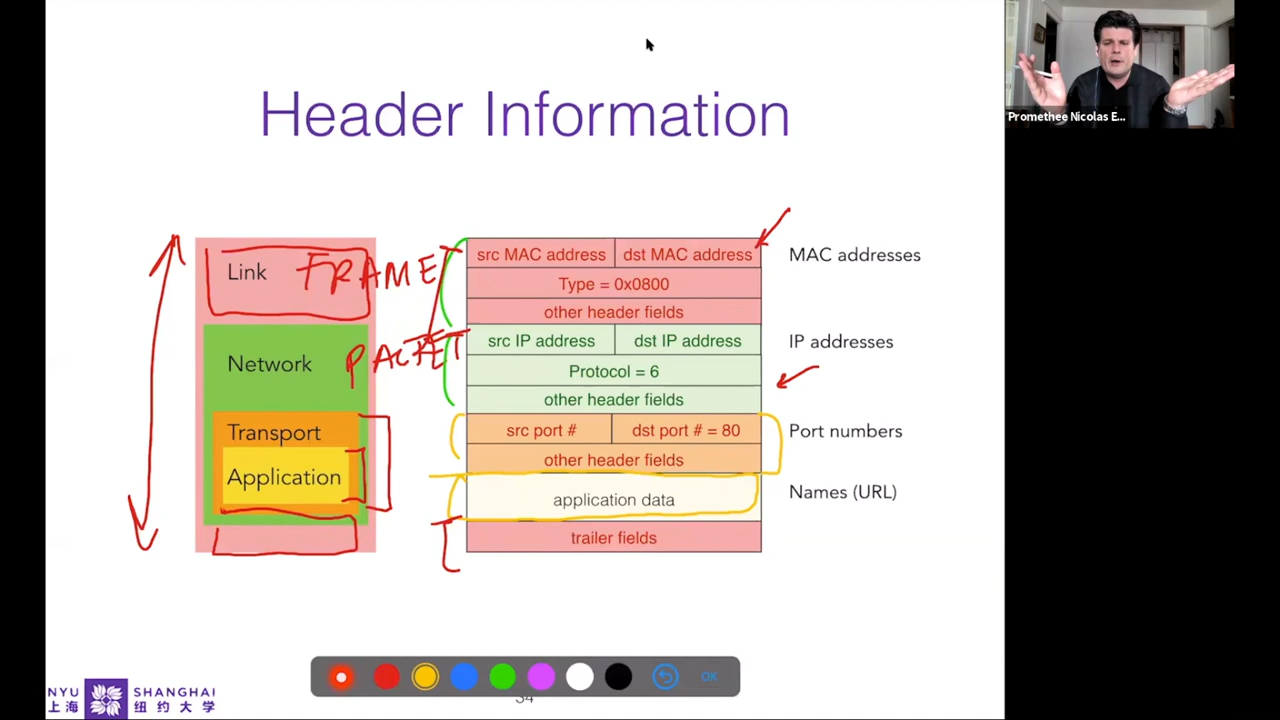 Promethee Nicolas E...
Header Information
Link
FRAME
Network
PACKET
Transport
Application
src MAC address dst MAC address
Type = 0x0800
other header fields
src IP address dst IP address
Protocol = 6
other header fields
src port # dst port # = 80
other header fields
application data
trailer fields
MAC addresses
IP addresses
Port numbers
Names (URL)
OK
34
NYU SHANGHAI
上海 纽约大学